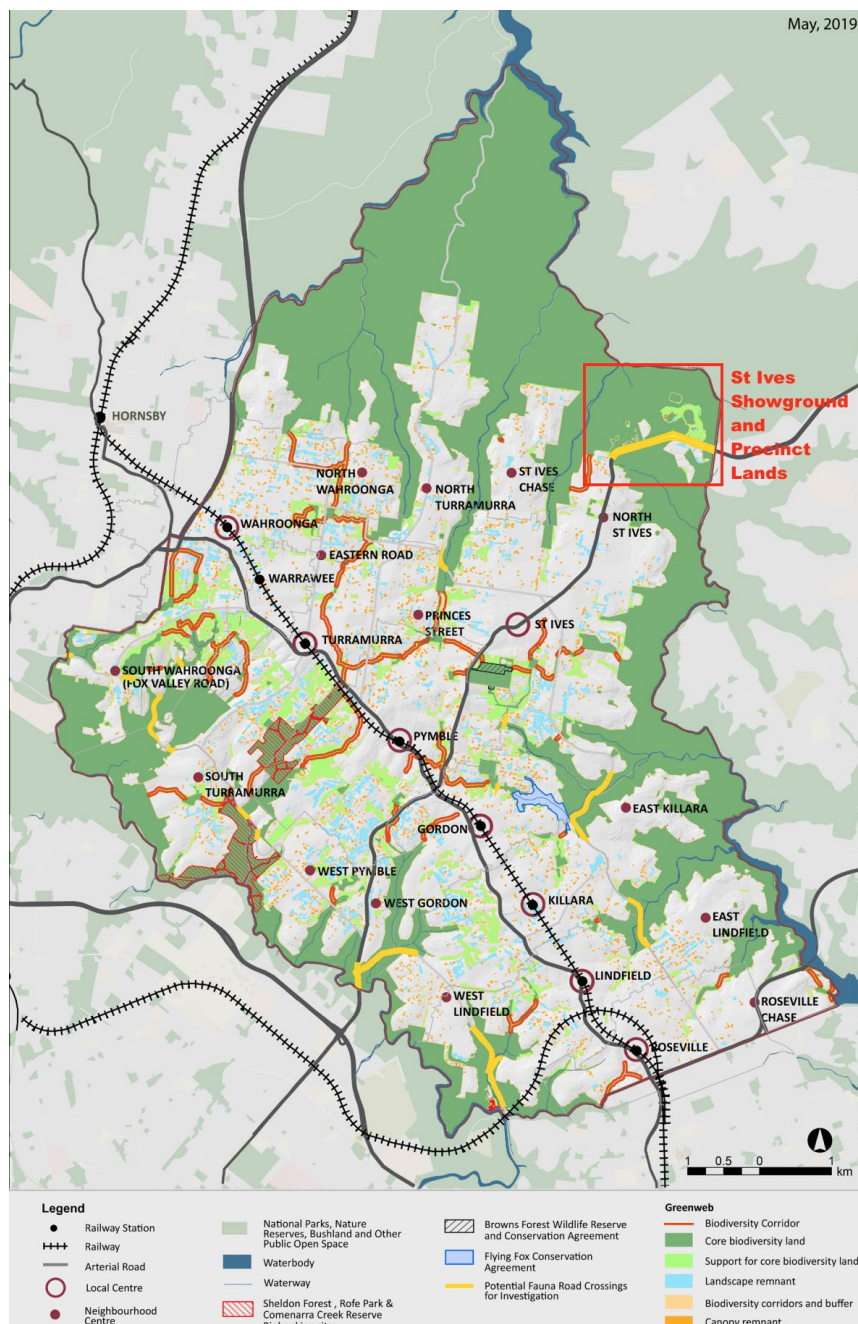 May, 2019
St Ives
Showground
and
Precinct
Lands
HORNSBY
NORTH
WAHROONGA
NORTH
TURRAMURRA
ST IVES
CHASE
NORTH
ST IVES
WAHROONGA
EASTERN ROAD
WARRAWEE
PRINCES
STREET
ST IVES
TURRAMURRA
SOUTH WAHROONGA
(FOX VALLEY ROAD)
PYMBLE
SOUTH
TURRAMURRA
EAST KILLARA
GORDON
WEST PYMBLE
WEST GORDON
KILLARA
EAST
LINDFIELD
LINDFIELD
WEST
LINDFIELD
ROSEVILLE
CHASE
ROSEVILLE
1 0.5 0 1
km
Legend
Railway Station
Railway
Arterial Road
Local Centre
Neighbourhood
Centre
National Parks, Nature
Reserves, Bushland and Other
Public Open Space
Waterbody
Waterway
Sheldon Forest , Rofe Park &
Comenarra Creek Reserve
Browns Forest Wildlife Reserve
and Conservation Agreement
Flying Fox Conservation
Agreement
Potential Fauna Road Crossings
for Investigation
Greenweb
Biodiversity Corridor
Core biodiversity land
Support for core biodiversity land
Landscape remnant
Biodiversity corridors and buffer
Canopy remnant